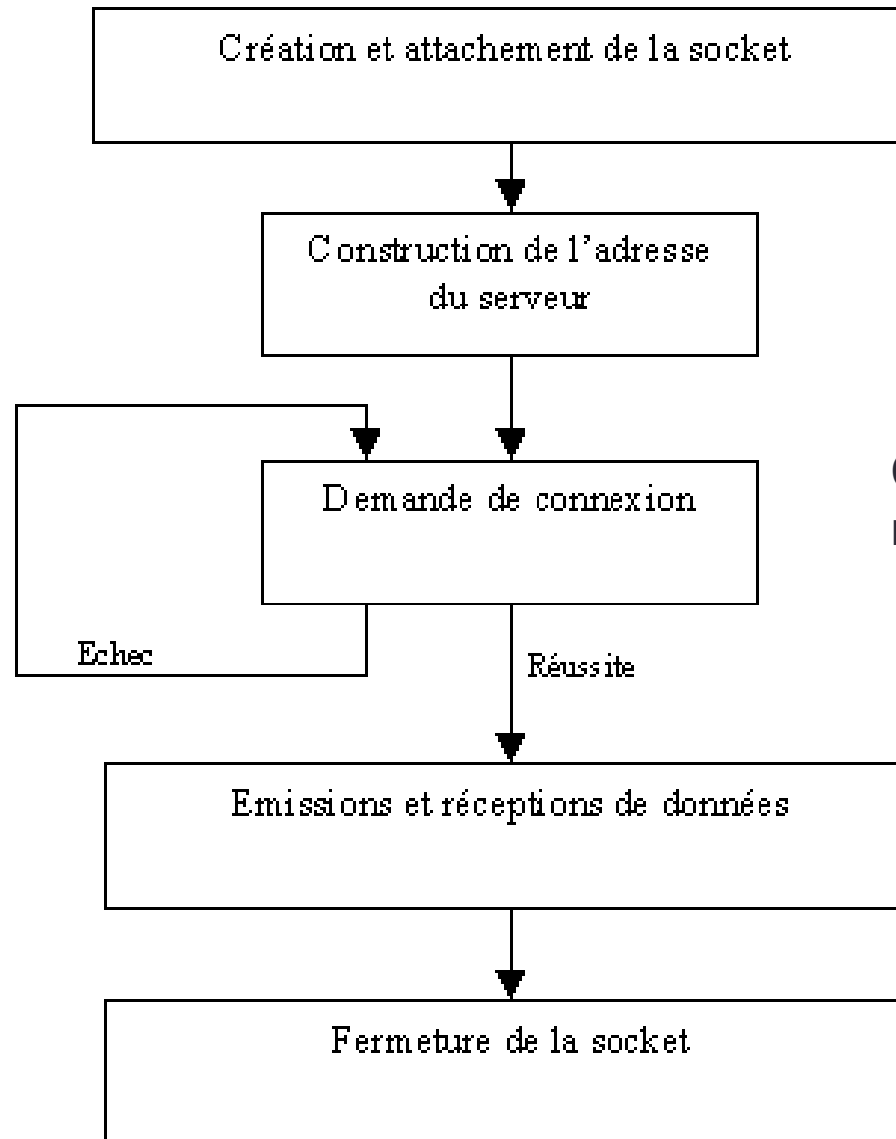 Création et attachement de la socket
Construction de l'adresse
du serveur
Demande de connexion
Echec
Réussite
Emissions et réceptions de données
Fermeture de la socket